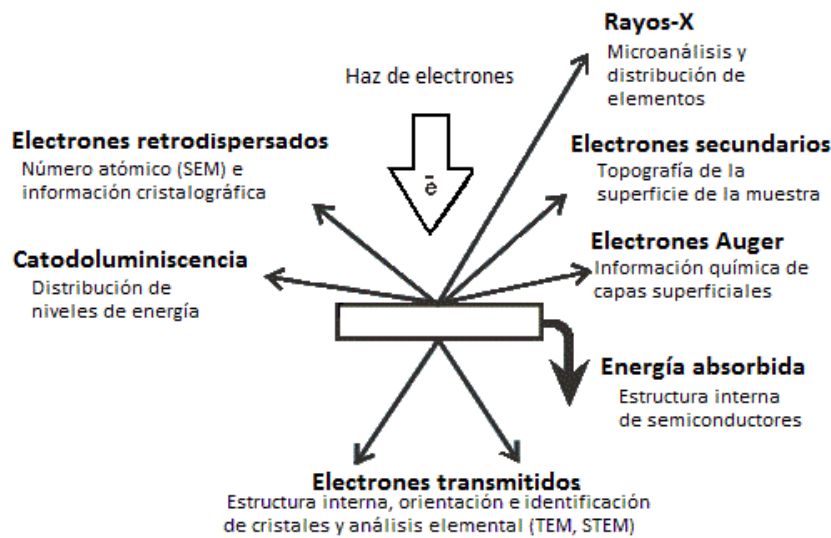 Rayos-X
Microanálisis y
distribución de
elementos
Haz de electrones
ē
Electrones retrodispersados
Número atómico (SEM) e
información cristalográfica
Electrones secundarios
Topografía de la
superficie de la muestra
Catodoluminiscencia
Distribución de
niveles de energía
Electrones Auger
Información química de
capas superficiales
Energía absorbida
Estructura interna
de semiconductores
Electrones transmitidos
Estructura interna, orientación e identificación
de cristales y análisis elemental (TEM, STEM)